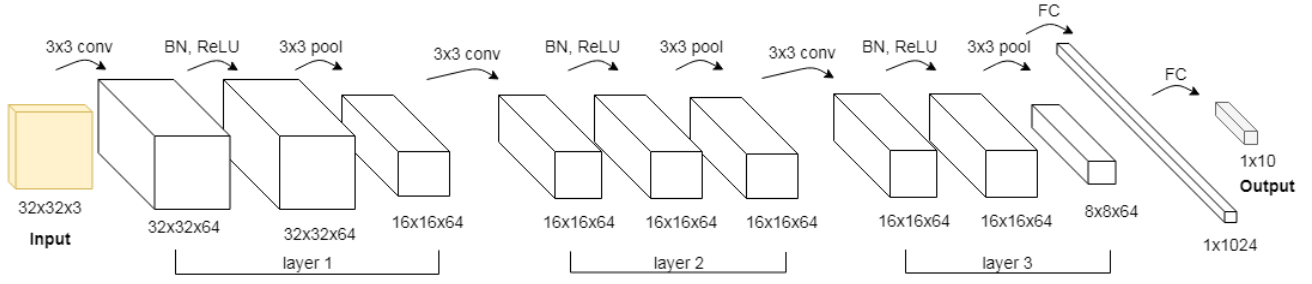 3x3 conv
BN, ReLU
3x3 pool
3x3 conv
BN, ReLU
3x3 pool
3x3 conv
BN, ReLU
3x3 pool
FC
FC
32x32x3
Input
32x32x64
32x32x64
16x16x64
layer 1
16x16x64
16x16x64
16x16x64
layer 2
16x16x64
16x16x64
8x8x64
layer 3
1x1024
1x10
Output